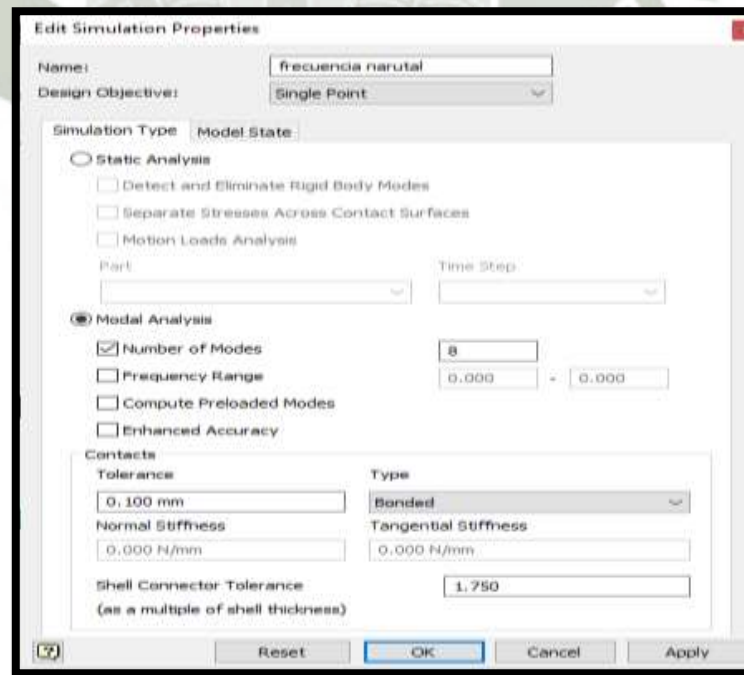 Edit Simulation Properties
Name: frecuencia narutal
Design Objective: Single Point
Simulation Type Model State
Static Analysis
Detect and Eliminate Rigid Body Modes
Separate Stresses Across Contact Surfaces
Motion Loads Analysis
Part Time Step
Modal Analysis
Number of Modes 8
Frequency Range 0.000 - 0.000
Compute Preloaded Modes
Enhanced Accuracy
Contacts
Tolerance Type
0.100 mm Bonded
Normal Stiffness Tangential Stiffness
0.000 N/mm 0.000 N/mm
Shell Connector Tolerance 1.750
(as a multiple of shell thickness)
? Reset OK Cancel Apply